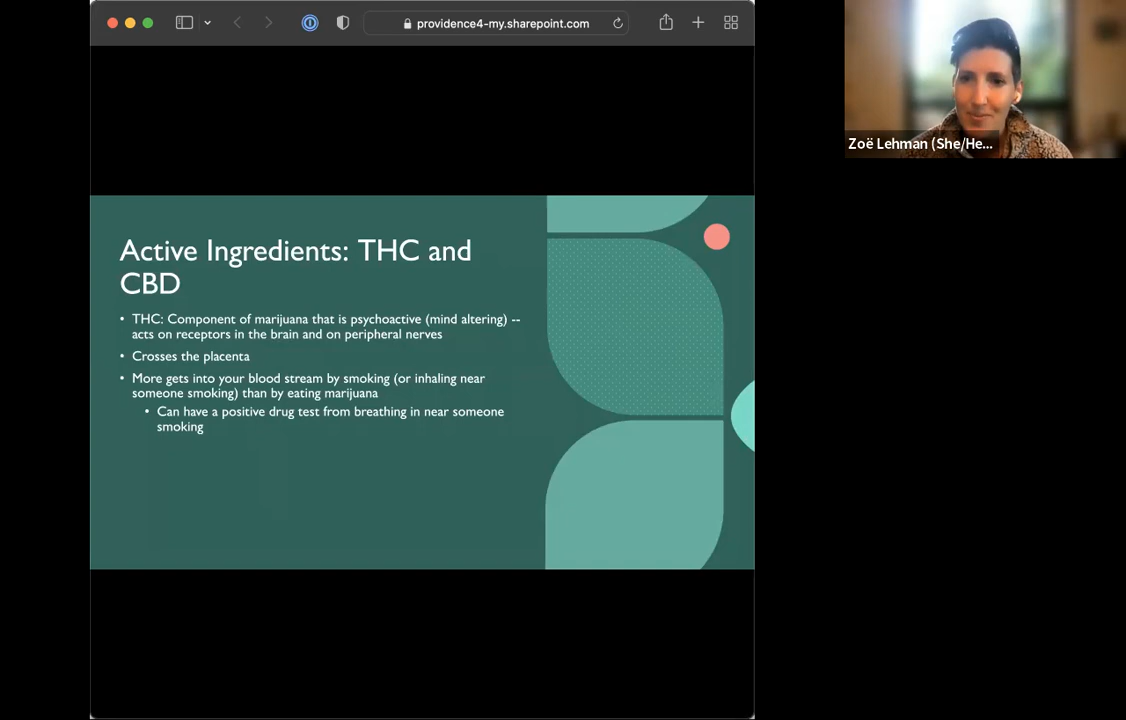 providence4-my.sharepoint.com
Zoë Lehman (She/He...
Active Ingredients: THC and
CBD
• THC: Component of marijuana that is psychoactive (mind altering) --
acts on receptors in the brain and on peripheral nerves
• Crosses the placenta
• More gets into your blood stream by smoking (or inhaling near
someone smoking) than by eating marijuana
• Can have a positive drug test from breathing in near someone
smoking